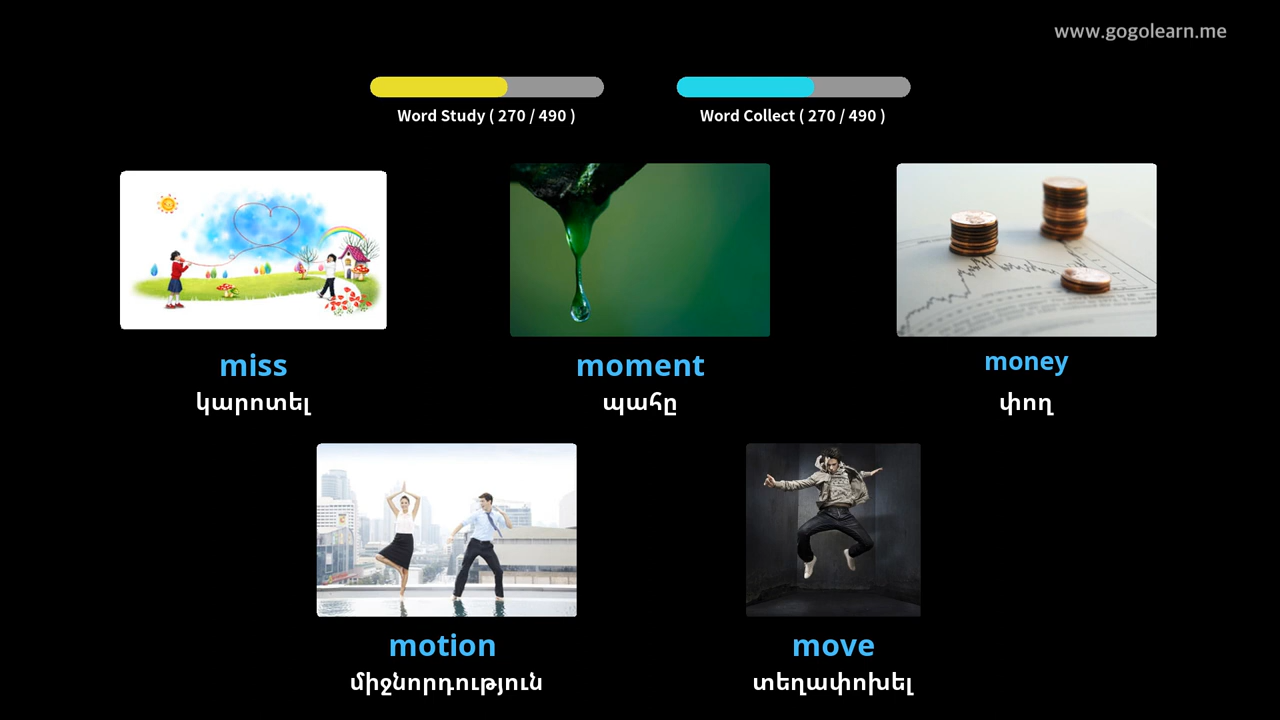 www.gogolearn.me
Word Study ( 270 / 490 )
Word Collect ( 270 / 490 )
miss
moment
money
կարոտել
պահը
փող
motion
move
միջնորդություն
տեղափոխել